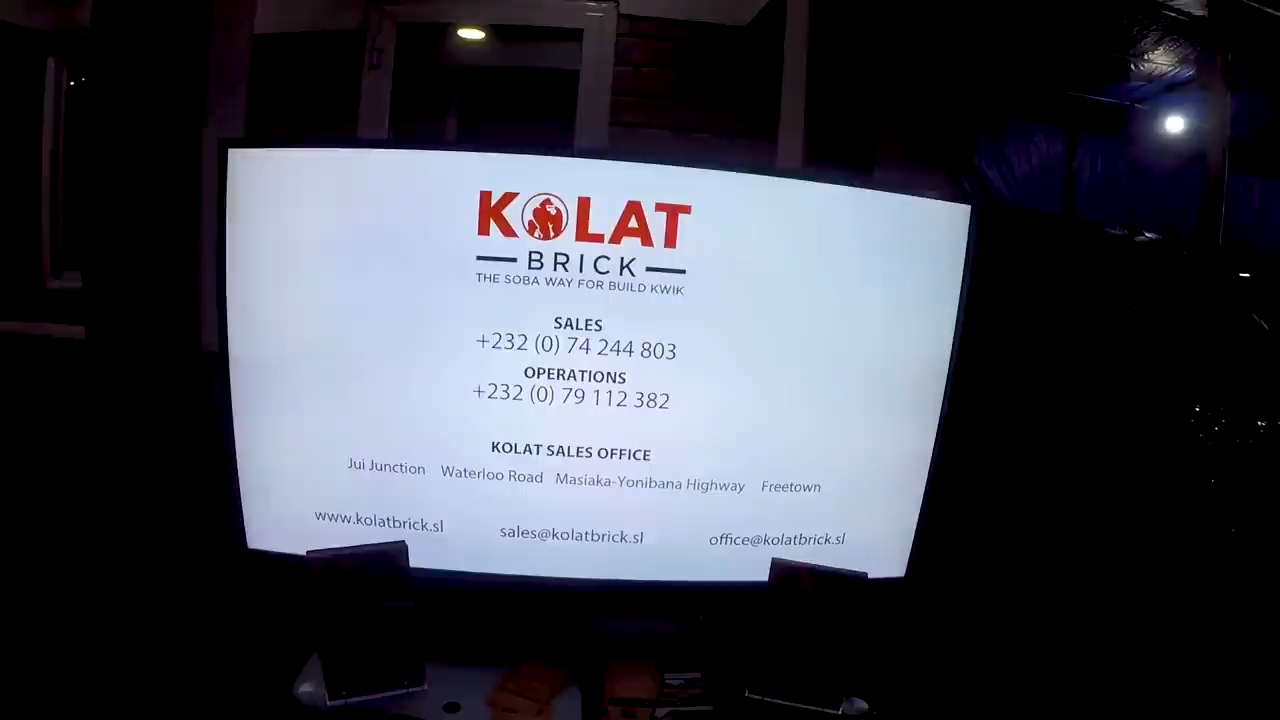 KOLAT
BRICK
THE SOBA WAY FOR BUILD KWIK
SALES
+232 (0) 74 244 803
OPERATIONS
+232 (0) 79 112 382
KOLAT SALES OFFICE
Jui Junction Waterloo Road Masiaka-Yonibana Highway Freetown
www.kolatbrick.sl sales@kolatbrick.sl office@kolatbrick.sl